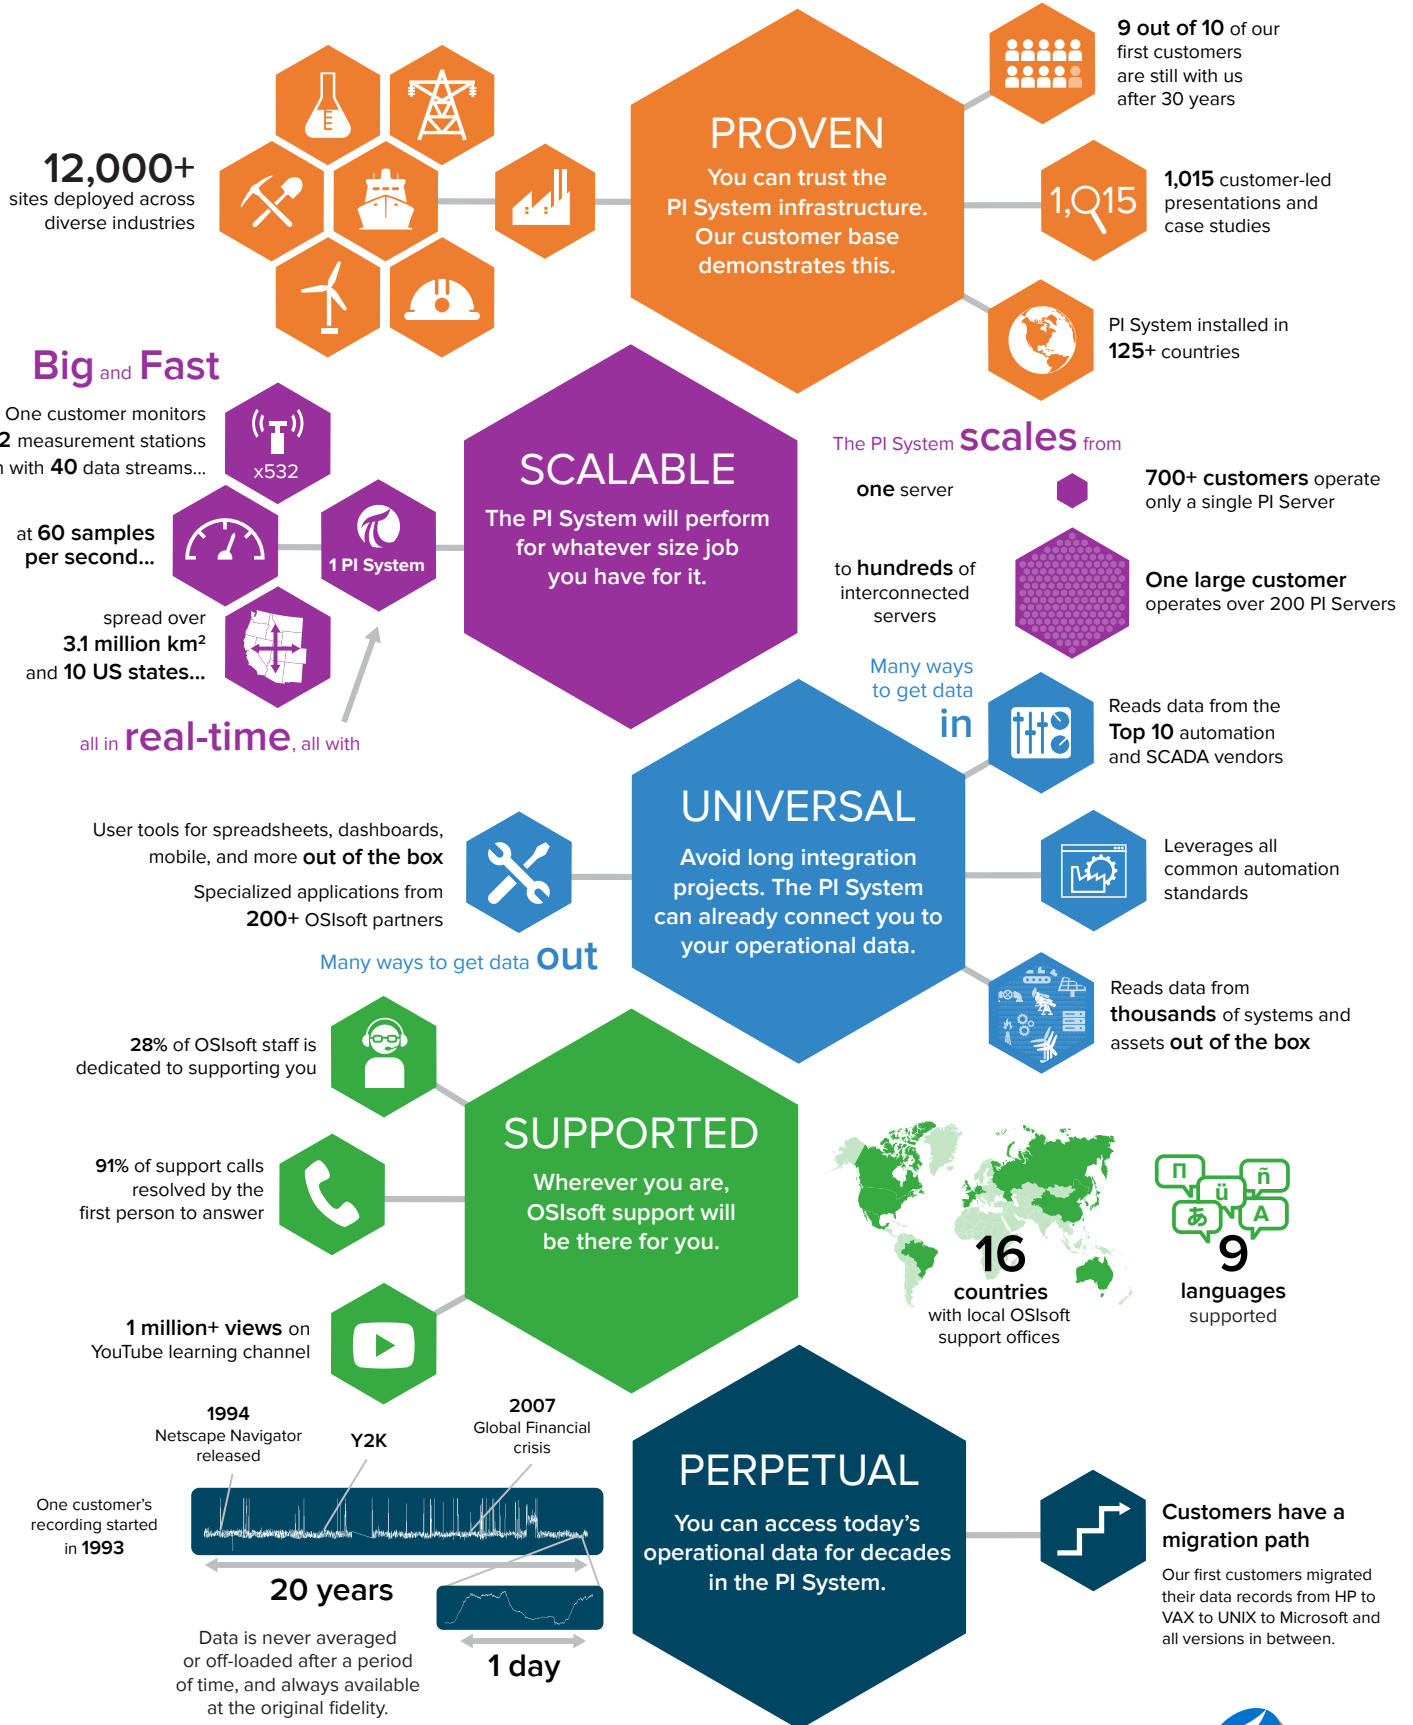 12,000+
sites deployed across
diverse industries
PROVEN
You can trust the
PI System infrastructure.
Our customer base
demonstrates this.
9 out of 10 of our
first customers
are still with us
after 30 years
1,015
1,015 customer-led
presentations and
case studies
PI System installed in
125+ countries
Big and Fast
One customer monitors
2 measurement stations
with 40 data streams...
x532
at 60 samples
per second...
1 PI System
spread over
3.1 million km²
and 10 US states...
all in real-time, all with
SCALABLE
The PI System will perform
for whatever size job
you have for it.
The PI System scales from
one server
700+ customers operate
only a single PI Server
to hundreds of
interconnected
servers
One large customer
operates over 200 PI Servers
Many ways
to get data
in
UNIVERSAL
Avoid long integration
projects. The PI System
can already connect you to
your operational data.
Reads data from the
Top 10 automation
and SCADA vendors
Leverages all
common automation
standards
Reads data from
thousands of systems and
assets out of the box
User tools for spreadsheets, dashboards,
mobile, and more out of the box
Specialized applications from
200+ OSIsoft partners
Many ways to get data out
28% of OSIsoft staff is
dedicated to supporting you
91% of support calls
resolved by the
first person to answer
1 million+ views on
YouTube learning channel
SUPPORTED
Wherever you are,
OSIsoft support will
be there for you.
16
countries
with local OSIsoft
support offices
П ü ñ
あ A
9
languages
supported
1994
Netscape Navigator
released
Y2K
2007
Global Financial
crisis
One customer's
recording started
in 1993
20 years
1 day
Data is never averaged
or off-loaded after a period
of time, and always available
at the original fidelity.
PERPETUAL
You can access today's
operational data for decades
in the PI System.
Customers have a
migration path
Our first customers migrated
their data records from HP to
VAX to UNIX to Microsoft and
all versions in between.